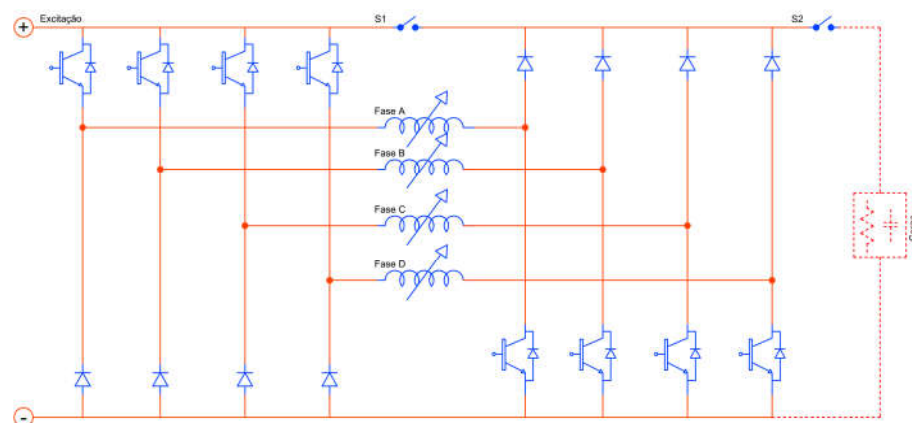 +
Excitação
S1
S2
Fase A
Fase B
Fase C
Fase D
-